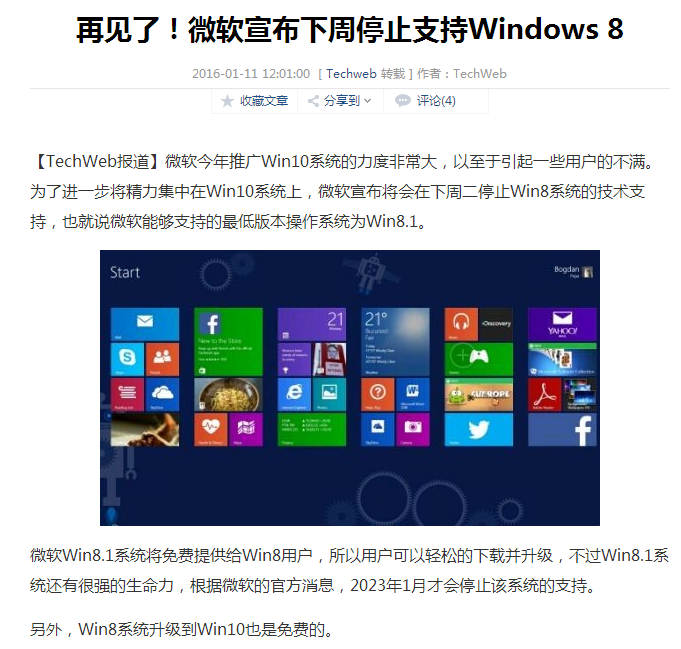 再见了！微软宣布下周停止支持Windows 8
2016-01-11 12:01:00 [ Techweb 转载 ] 作者：TechWeb
收藏文章 分享到 评论(4)
【TechWeb报道】微软今年推广Win10系统的力度非常大，以至于引起一些用户的不满。
为了进一步将精力集中在Win10系统上，微软宣布将会在下周二停止Win8系统的技术支
持，也就说微软能够支持的最低版本操作系统为Win8.1。
Start
Bogdan
Popa
21
21°
Bucharest
Fair
Discovery
YAHOO!
New to the Store
CUT THE ROPE
微软Win8.1系统将免费提供给Win8用户，所以用户可以轻松的下载并升级，不过Win8.1系
统还有很强的生命力，根据微软的官方消息，2023年1月才会停止该系统的支持。
另外，Win8系统升级到Win10也是免费的。